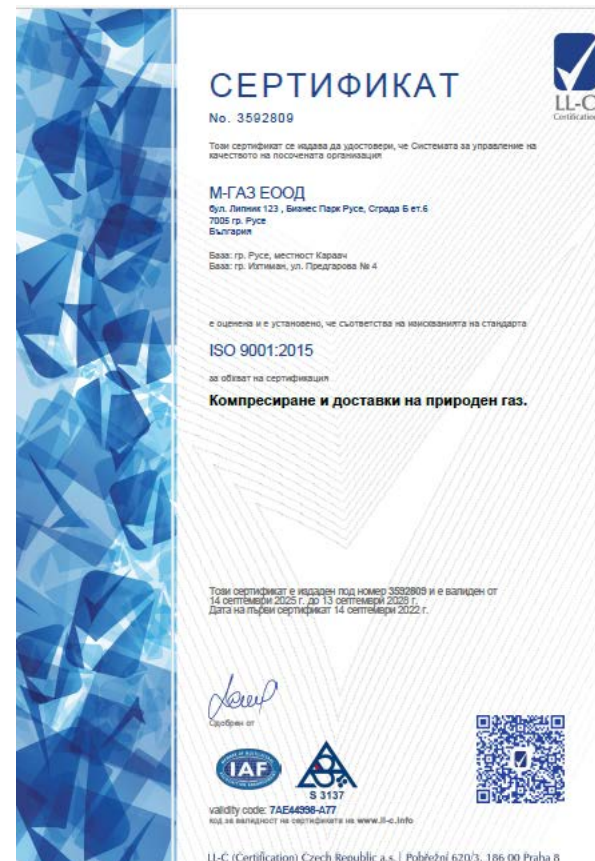 СЕРТИФИКАТ
LL-C
Certification
No. 3592809
Този сертификат се издава да удостовери, че Системата за управление на
качеството на посочената организация
М-ГАЗ ЕООД
бул. Липник 123 , Бизнес Парк Русе, Сграда Б ет.6
7005 гр. Русе
България
База: гр. Русе, местност Караач
База: гр. Ихтиман, ул. Предгарова № 4
е оценена и е установено, че съответства на изискванията на стандарта
ISO 9001:2015
за обхват на сертификация
Компресиране и доставки на природен газ.
Този сертификат е издаден под номер 3592809 и е валиден от
14 септември 2025 г. до 13 септември 2028 г.
Дата на първи сертификат 14 септември 2022 г.
Одобрен от
IAF
S 3137
validity code: 7AE44998-A77
код за валидност на сертификата на www.ll-c.info
LL-C (Certification) Czech Republic a.s. | Pobřežní 620/3, 186 00 Praha 8